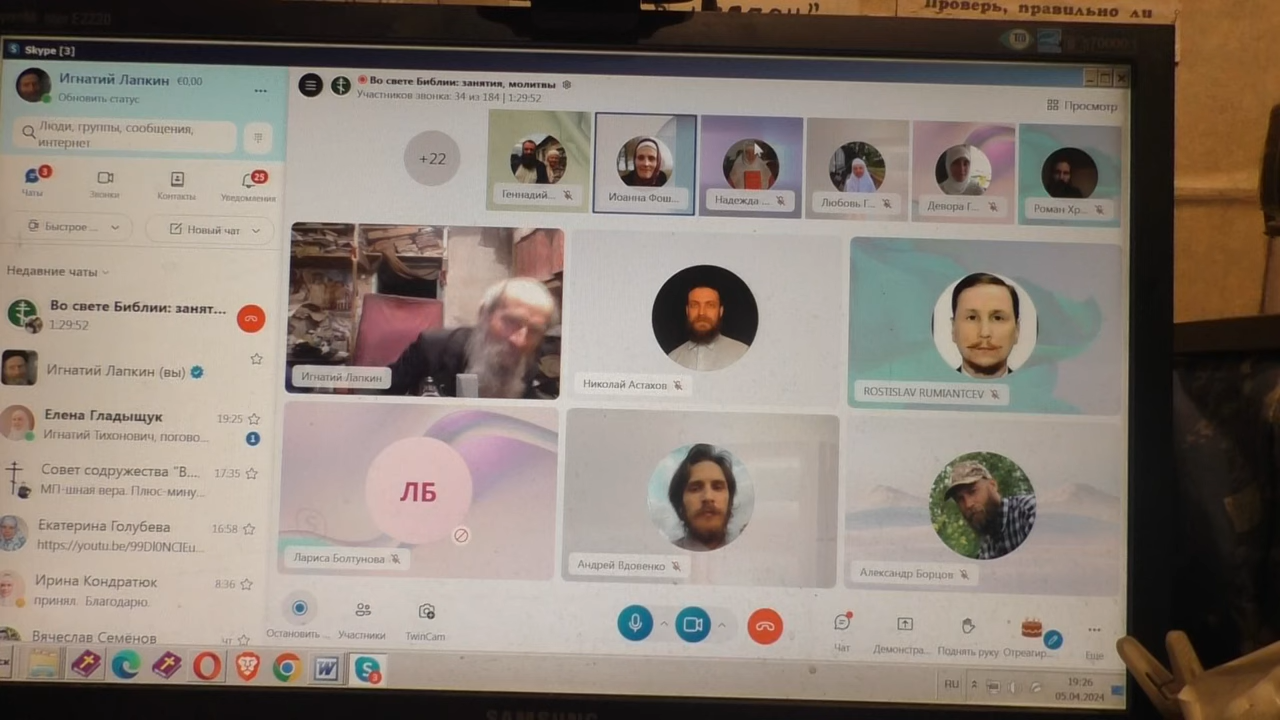 Проверь, правильно ли
Skype [3]
Игнатий Лапкин €0,00
Обновить статус
Люди, группы, сообщения,
интернет
3
25
Чаты
Звонки
Контакты
Уведомления
Быстрое ...
Новый чат
Недавние чаты
Во свете Библии: занят...
1:29:52
Игнатий Лапкин (вы)
Елена Гладыщук 19:25
Игнатий Тихонович, погово... 1
Совет содружества "В... 17:35
МП-шная вера. Плюс-мину...
Екатерина Голубева 16:58
Ирина Кондратюк 8:36
принял. Благодарю.
Вячеслав Семёнов чт
Во свете Библии: занятия, молитвы
Участников звонка: 34 из 184 | 1:29:52
Просмотр
+22
Геннадий...
Иоанна Фош...
Надежда ...
Любовь Г...
Девора Г...
Роман Хр...
Игнатий Лапкин
Николай Астахов
ROSTISLAV RUMIANTCEV
ЛБ
Лариса Болтунова
Андрей Вдовенко
Александр Борцов
Остановить ...
Участники
TwinCam
Чат
Демонстра...
Поднять руку
Отреагир...
Еще
W
S
3
RU
19:26
05.04.2024
SAMSUNG